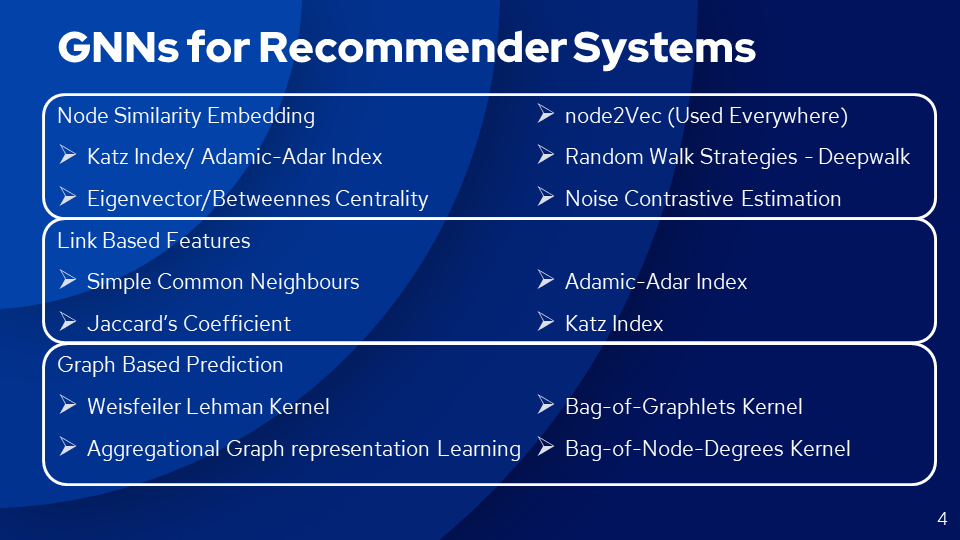 GNNs for Recommender Systems
Node Similarity Embedding
Katz Index/ Adamic-Adar Index
Eigenvector/Betweennes Centrality
node2Vec (Used Everywhere)
Random Walk Strategies - Deepwalk
Noise Contrastive Estimation
Link Based Features
Simple Common Neighbours
Jaccard’s Coefficient
Adamic-Adar Index
Katz Index
Graph Based Prediction
Weisfeiler Lehman Kernel
Aggregational Graph representation Learning
Bag-of-Graphlets Kernel
Bag-of-Node-Degrees Kernel
4